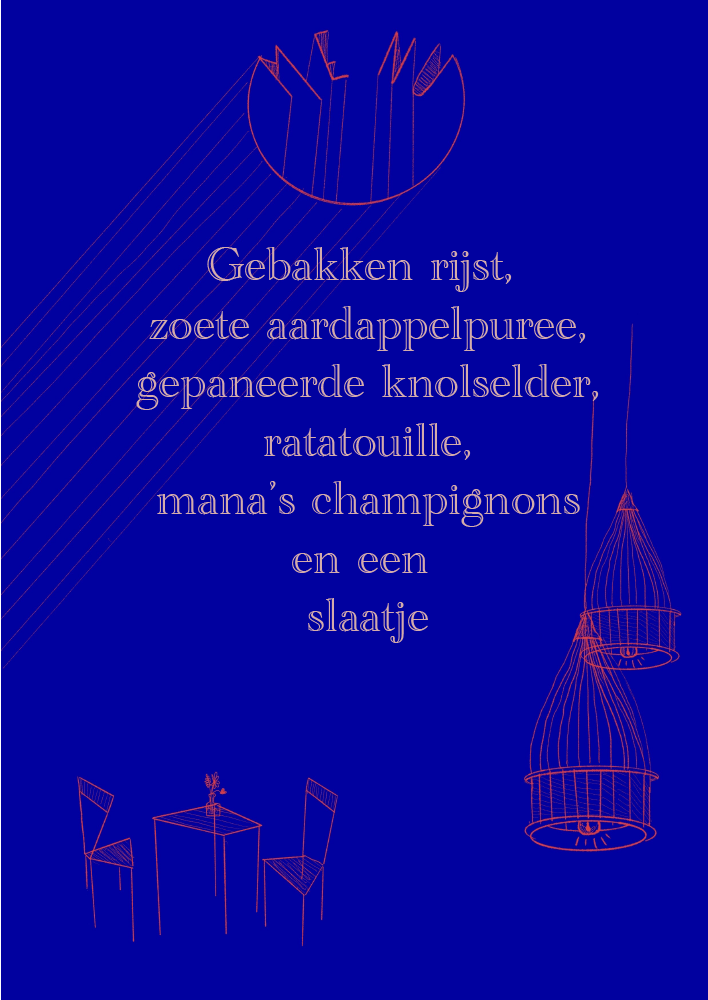 Gebakken rijst,
zoete aardappelpuree,
gepaneerde knolselder,
ratatouille,
mana's champignons
en een
slaatje